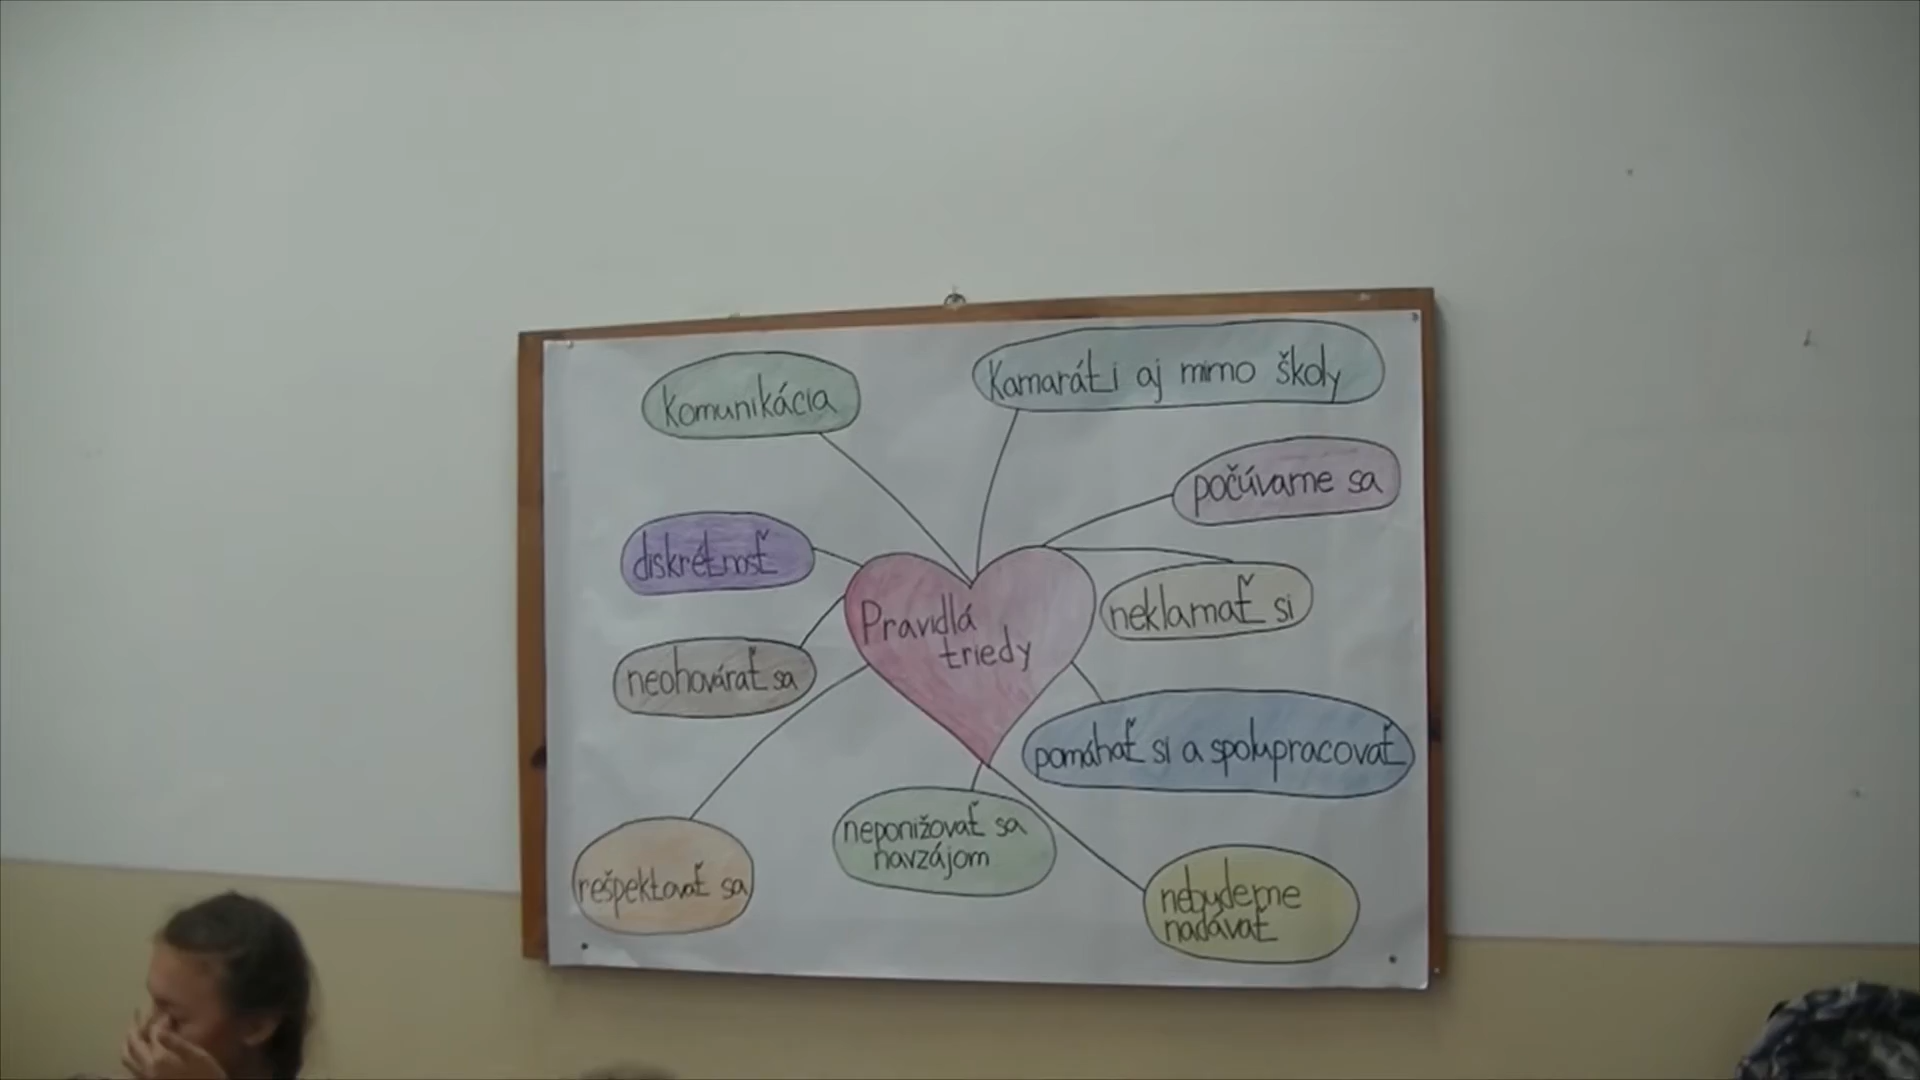 Komunikácia
Kamaráti aj mimo školy
počúvame sa
diskrétnosť
Pravidlá
triedy
neklamať si
neohovárať sa
pomáhať si a spolupracovať
neponižovať sa
navzájom
rešpektovať sa
nebudeme
nadávať